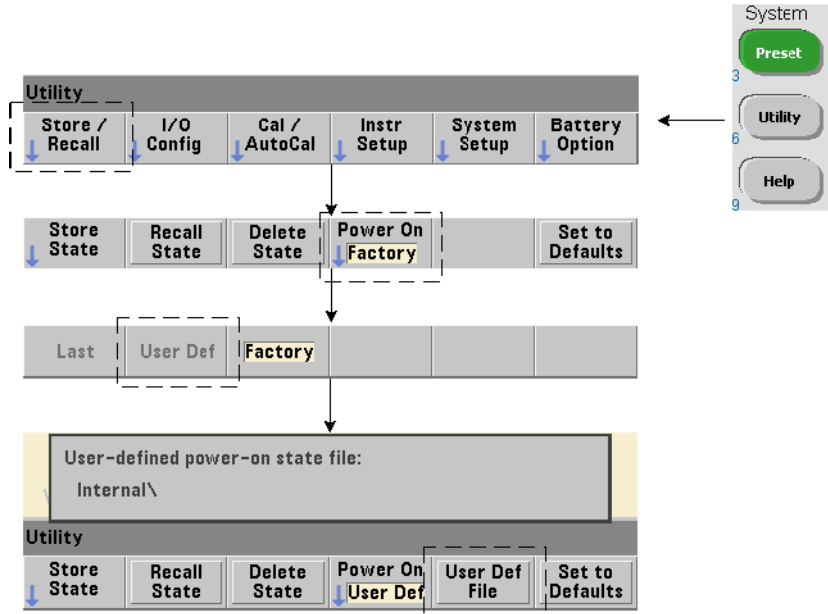 System
Preset
3
Utility
6
Help
9
Utility
Store / Recall
I/O Config
Cal / AutoCal
Instr Setup
System Setup
Battery Option
Store State
Recall State
Delete State
Power On Factory
Set to Defaults
Last
User Def
Factory
User-defined power-on state file:
Internal\
Utility
Store State
Recall State
Delete State
Power On User Def
User Def File
Set to Defaults